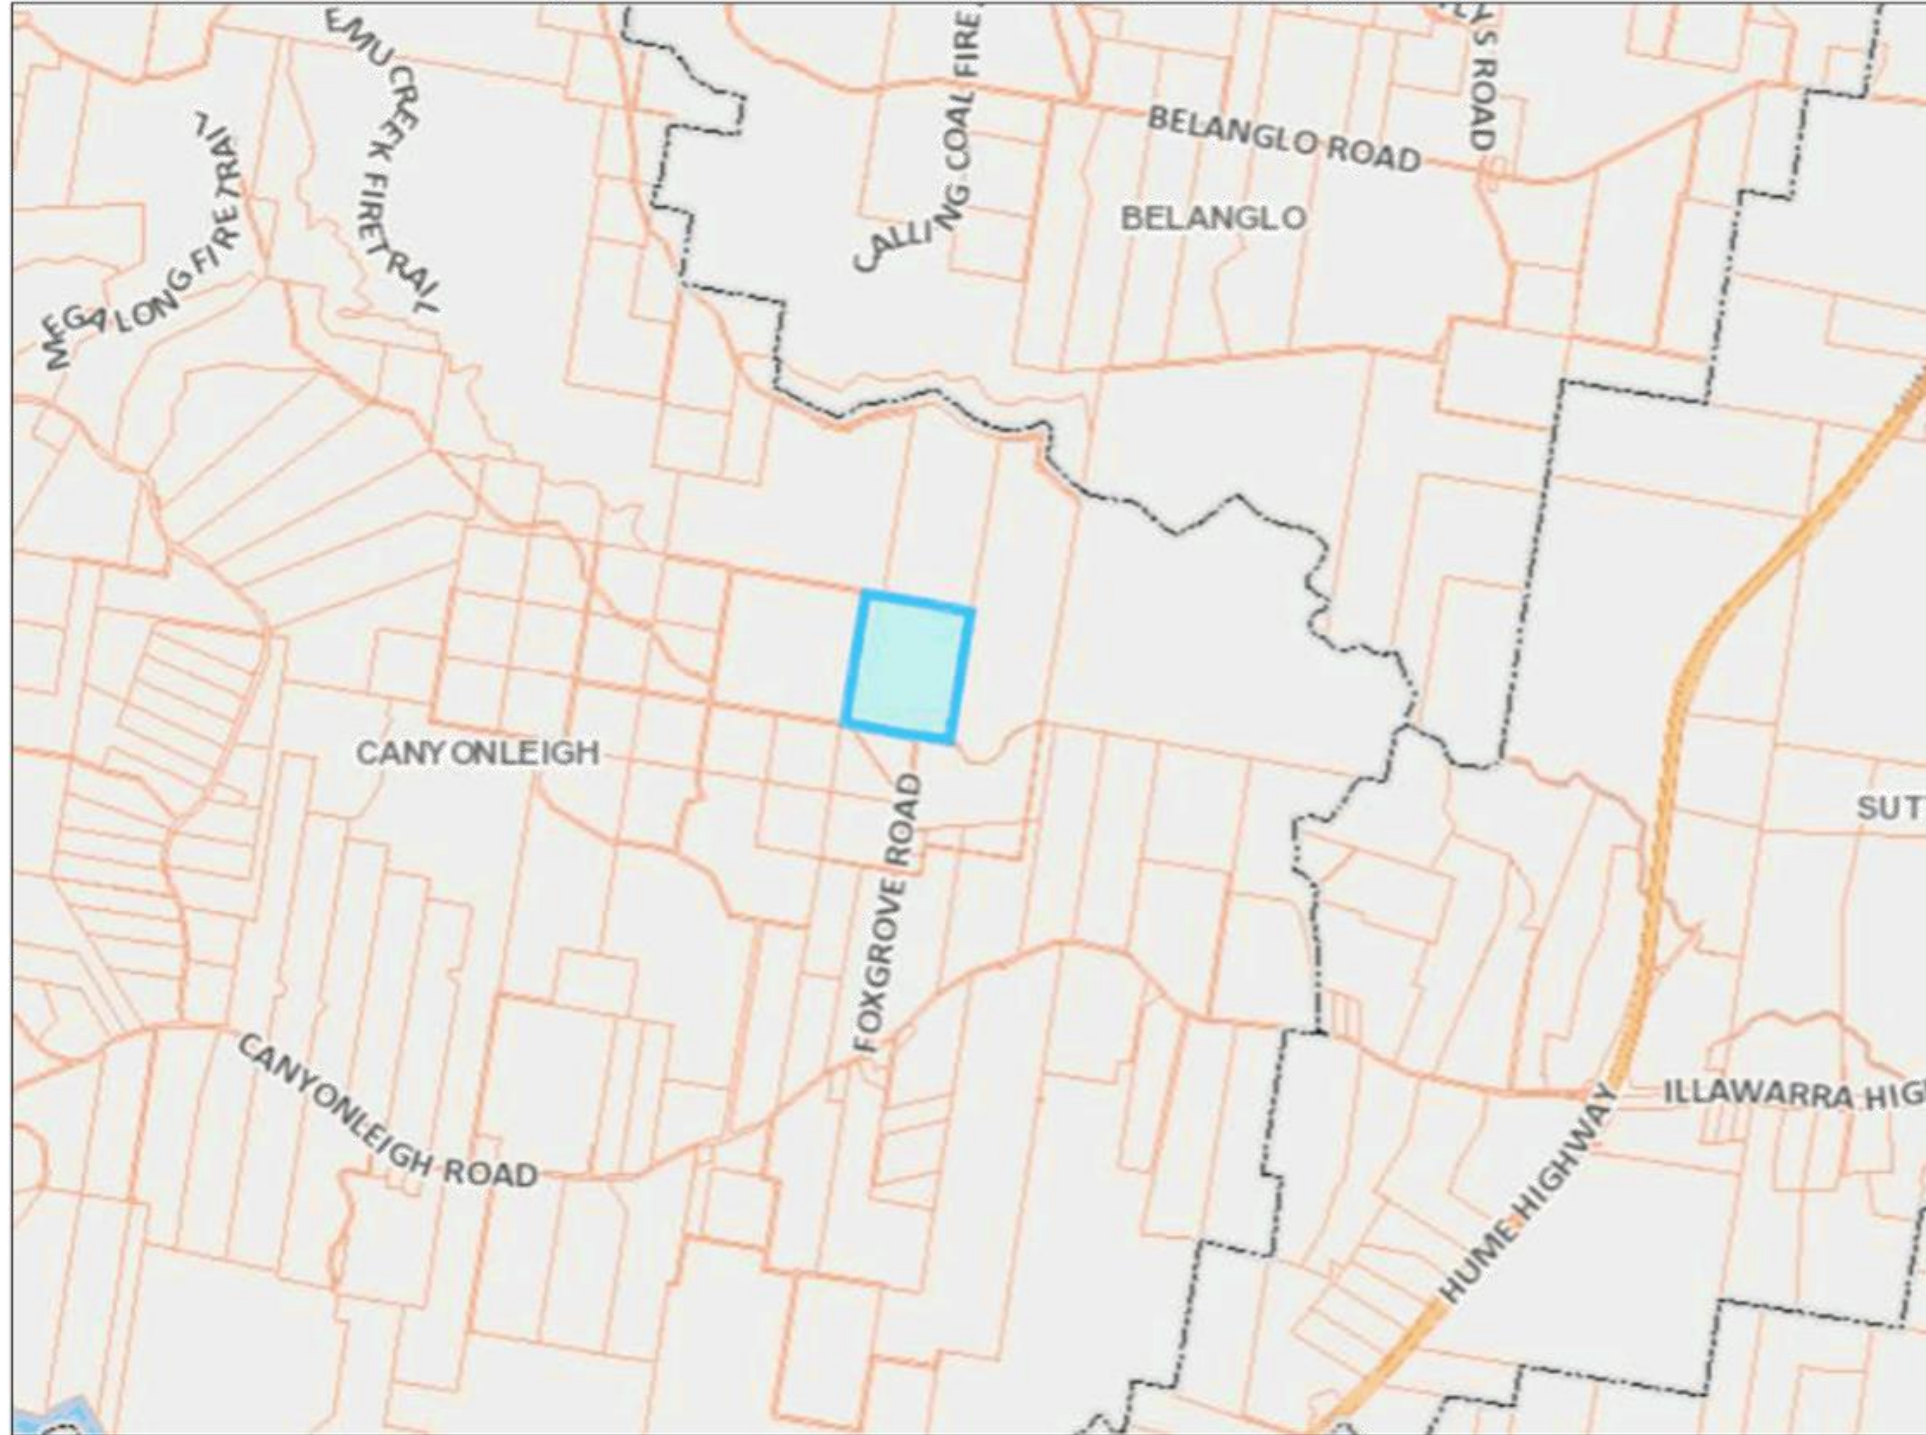 EMU CREEK FIRETRAIL
CALLING COAL FIRE
LYS ROAD
MEGALONG FIRETRAIL
BELANGLO ROAD
BELANGLO
CANYONLEIGH
SUT
FOXGROVE ROAD
CANYONLEIGH ROAD
ILLAWARRA HIG
HUME HIGHWAY